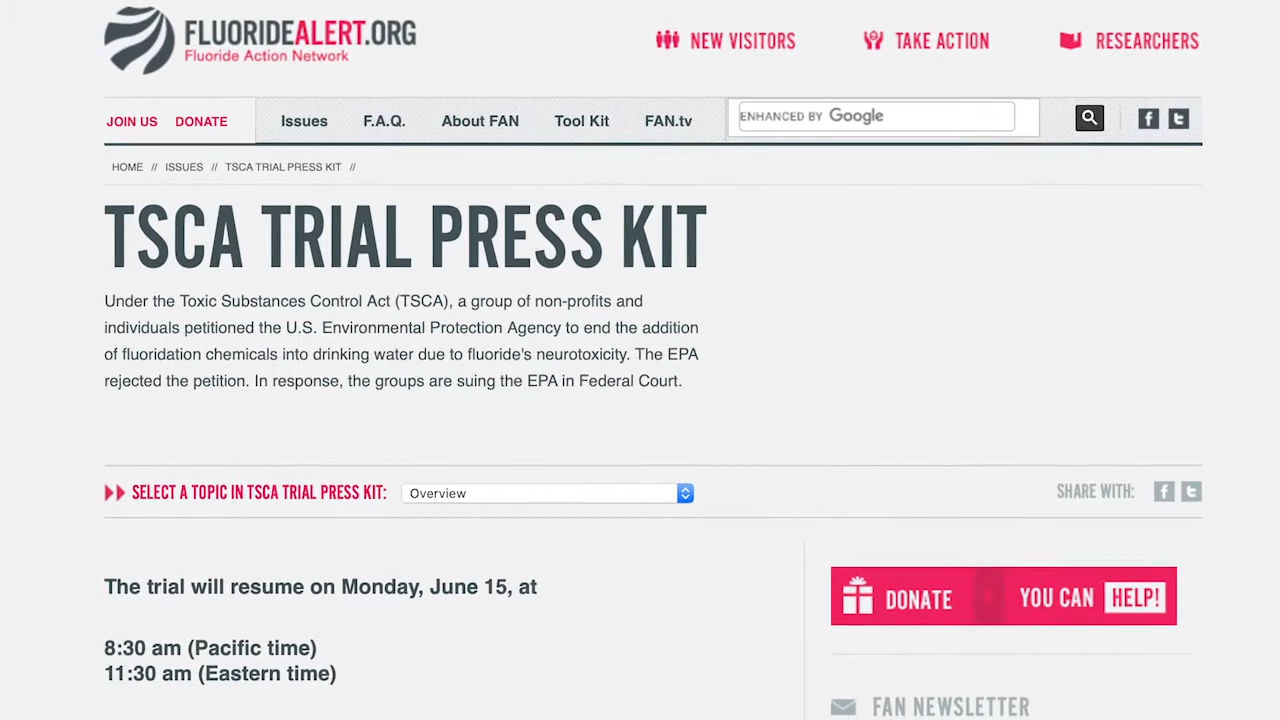 FLUORIDEALERT.ORG
Fluoride Action Network
NEW VISITORS
TAKE ACTION
RESEARCHERS
JOIN US
DONATE
Issues
F.A.Q.
About FAN
Tool Kit
FAN.tv
ENHANCED BY Google
HOME // ISSUES // TSCA TRIAL PRESS KIT //
TSCA TRIAL PRESS KIT
Under the Toxic Substances Control Act (TSCA), a group of non-profits and
individuals petitioned the U.S. Environmental Protection Agency to end the addition
of fluoridation chemicals into drinking water due to fluoride's neurotoxicity. The EPA
rejected the petition. In response, the groups are suing the EPA in Federal Court.
SELECT A TOPIC IN TSCA TRIAL PRESS KIT:
Overview
SHARE WITH:
The trial will resume on Monday, June 15, at
8:30 am (Pacific time)
11:30 am (Eastern time)
DONATE
YOU CAN HELP!
FAN NEWSLETTER